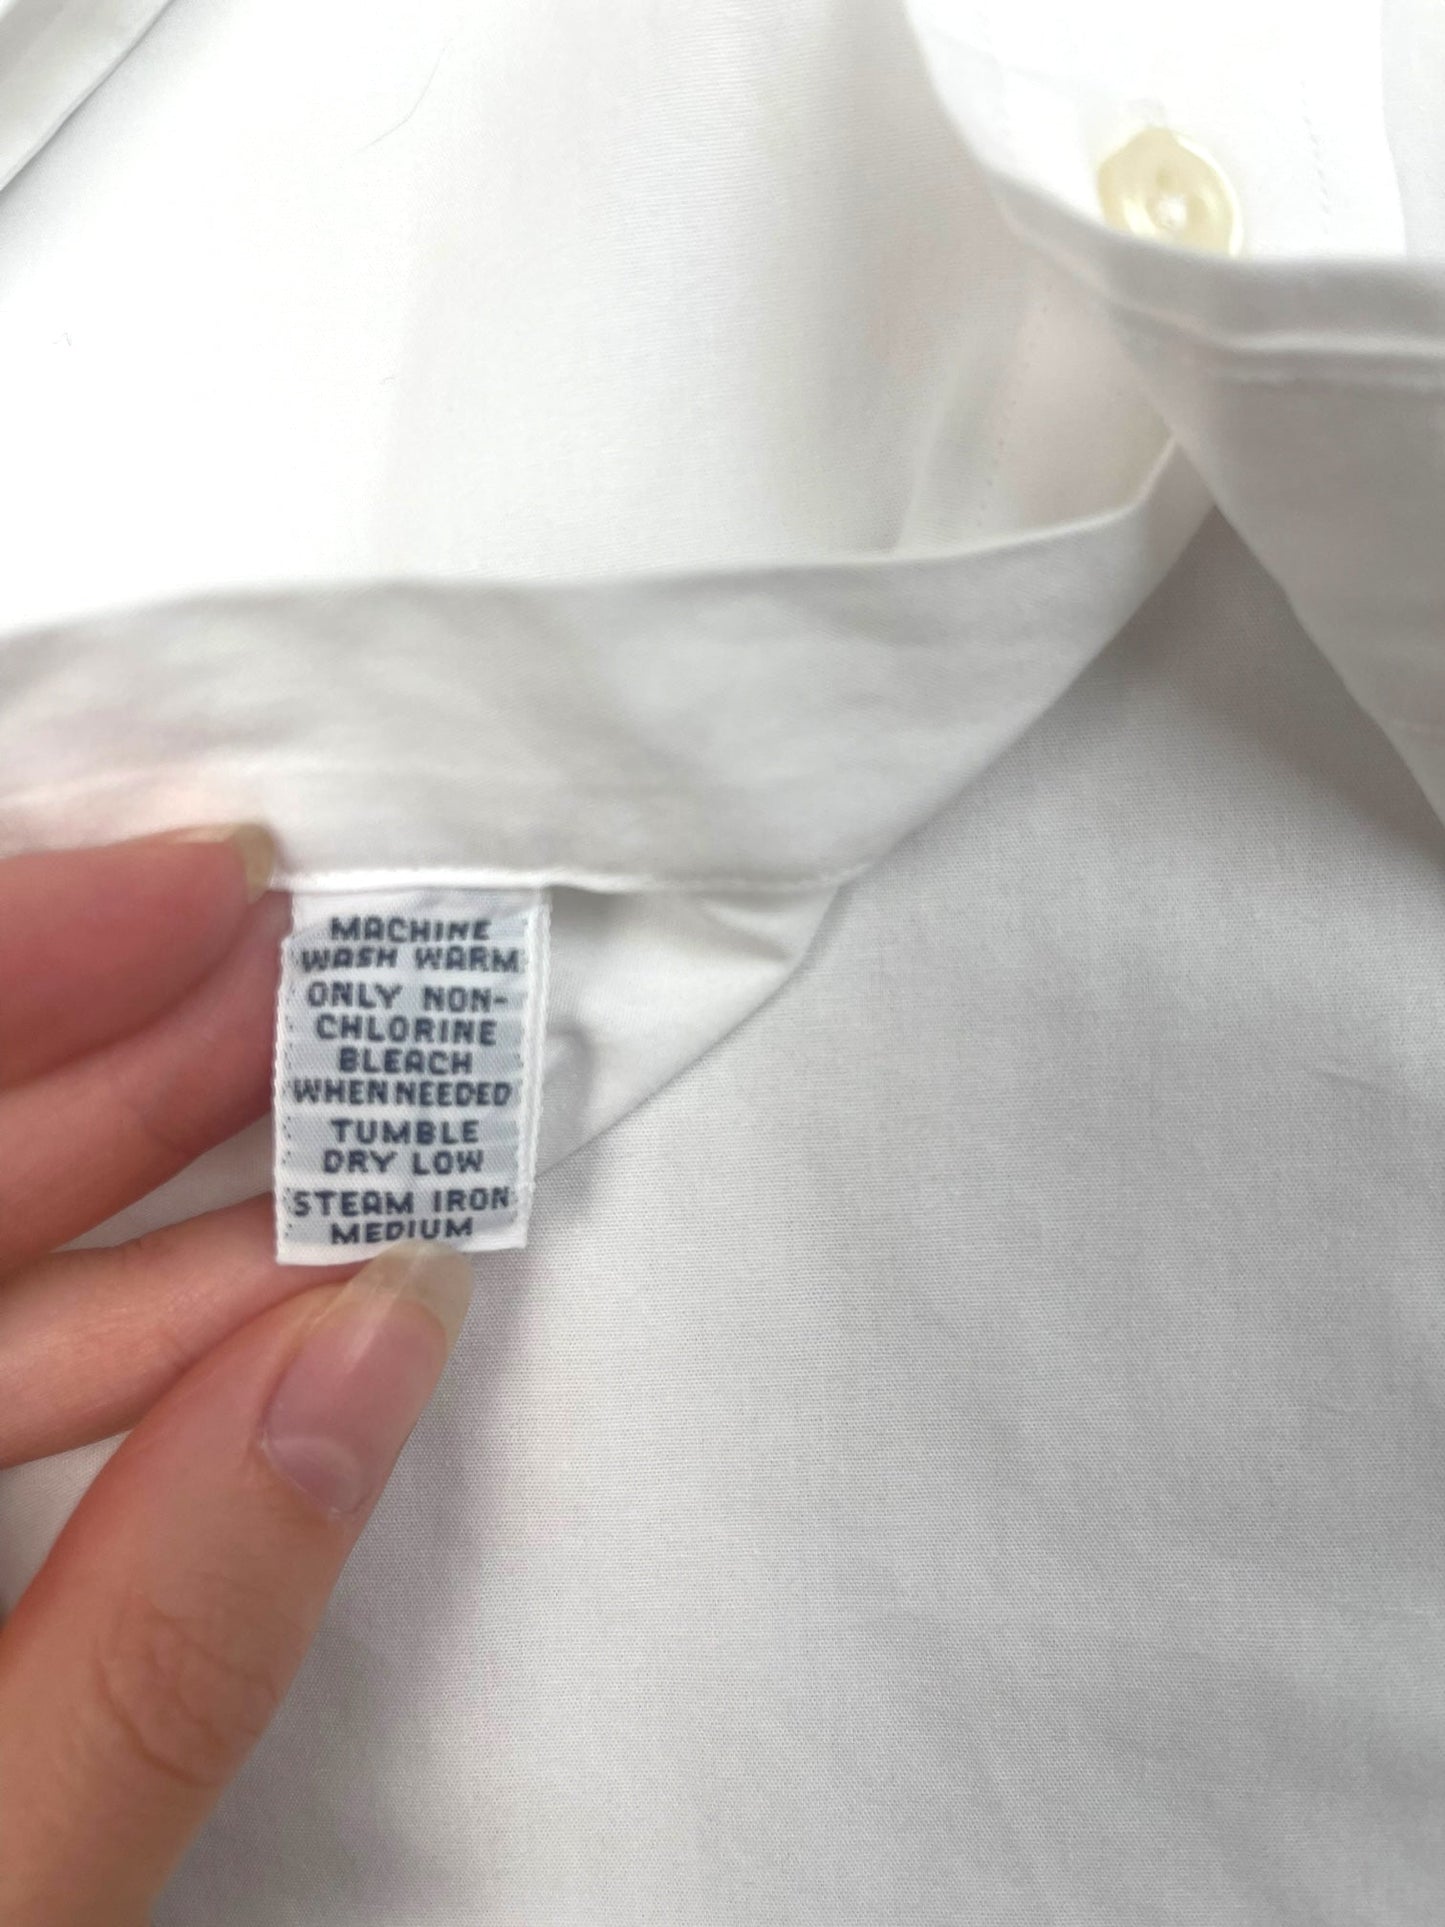 MACHINE
WASH WARM
ONLY NON-
CHLORINE
BLEACH
WHEN NEEDED
TUMBLE
DRY LOW
STEAM IRON
MEDIUM